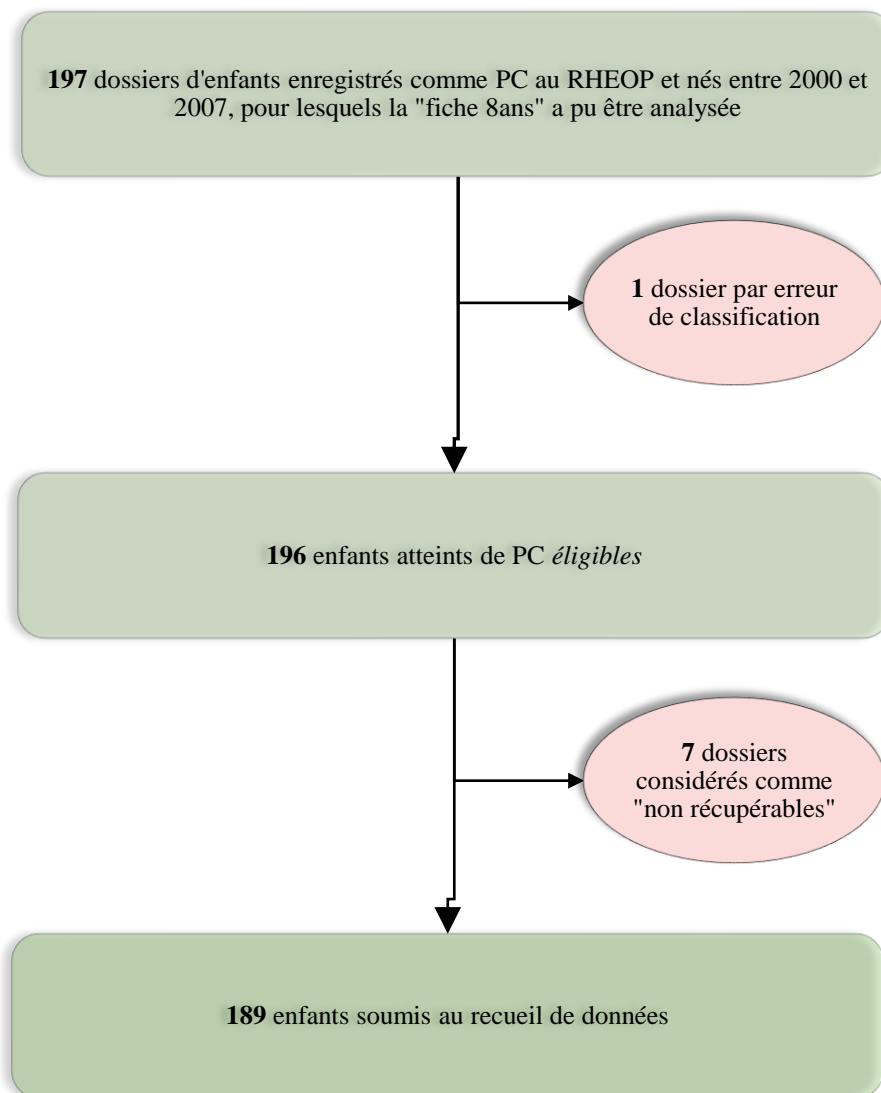 197 dossiers d'enfants enregistrés comme PC au RHEOP et nés entre 2000 et
2007, pour lesquels la "fiche 8ans" a pu être analysée
1 dossier par erreur
de classification
196 enfants atteints de PC éligibles
7 dossiers
considérés comme
"non récupérables"
189 enfants soumis au recueil de données